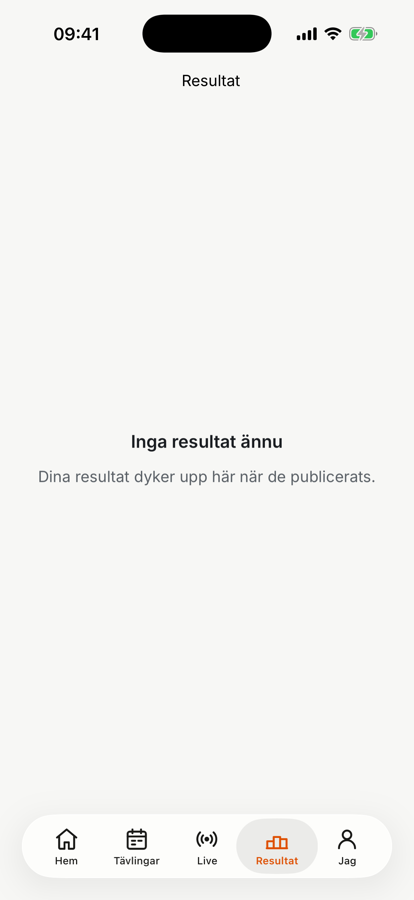 09:41
Resultat
Inga resultat ännu
Dina resultat dyker upp här när de publicerats.
Hem
Tävlingar
Live
Resultat
Jag